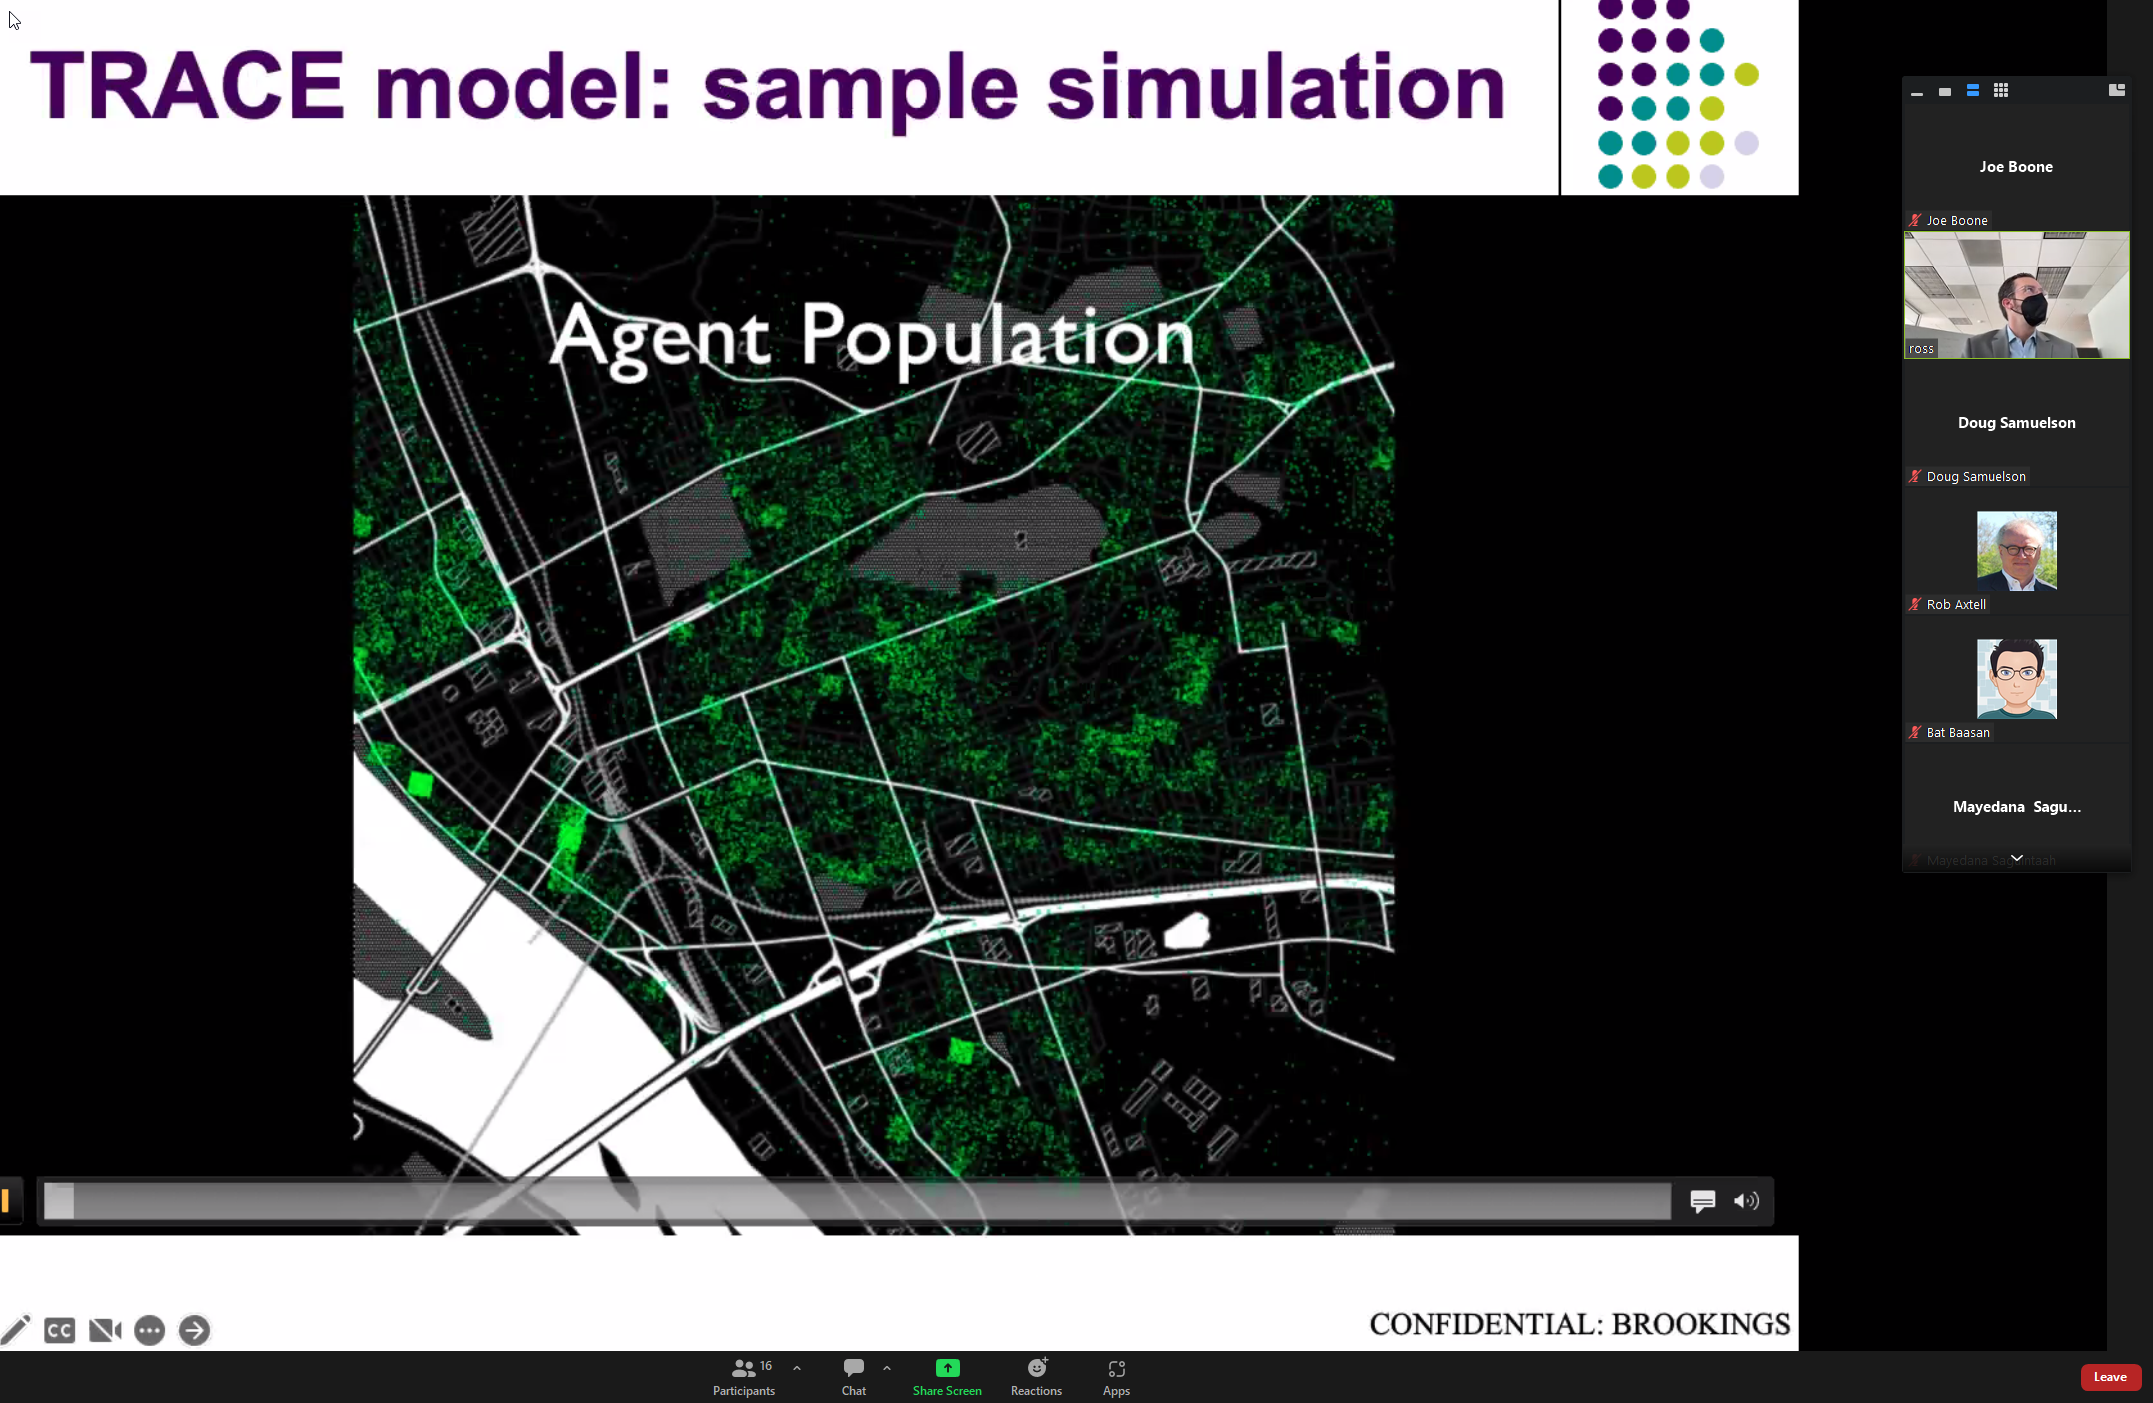 TRACE model: sample simulation
Agent Population
CONFIDENTIAL: BROOKINGS
Joe Boone
Joe Boone
ross
Doug Samuelson
Doug Samuelson
Rob Axtell
Bat Baasan
Mayedana Sagu...
CC
16
Participants
Chat
Share Screen
Reactions
Apps
Leave